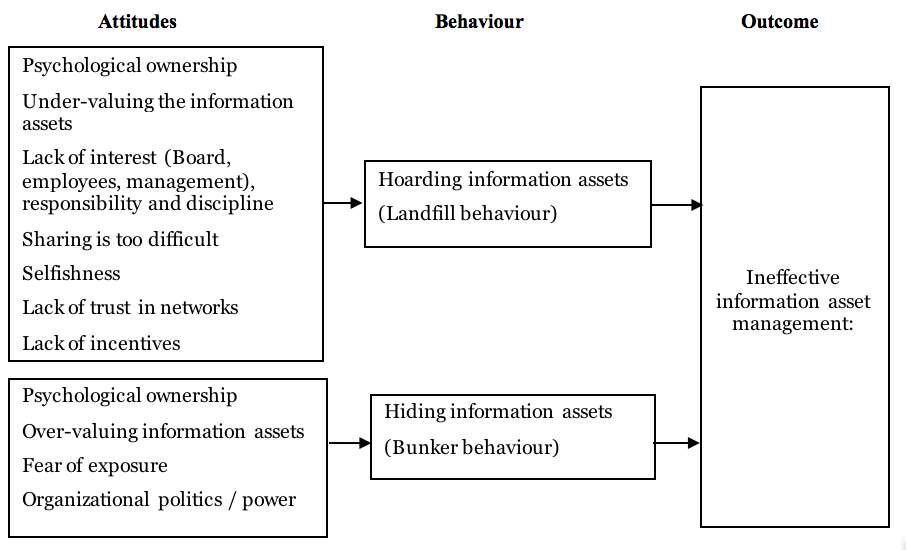 Attitudes
Behaviour
Outcome
Psychological ownership
Under-valuing the information
assets
Lack of interest (Board,
employees, management),
responsibility and discipline
Sharing is too difficult
Selfishness
Lack of trust in networks
Lack of incentives
Hoarding information assets
(Landfill behaviour)
Psychological ownership
Over-valuing information assets
Fear of exposure
Organizational politics / power
Hiding information assets
(Bunker behaviour)
Ineffective
information asset
management: